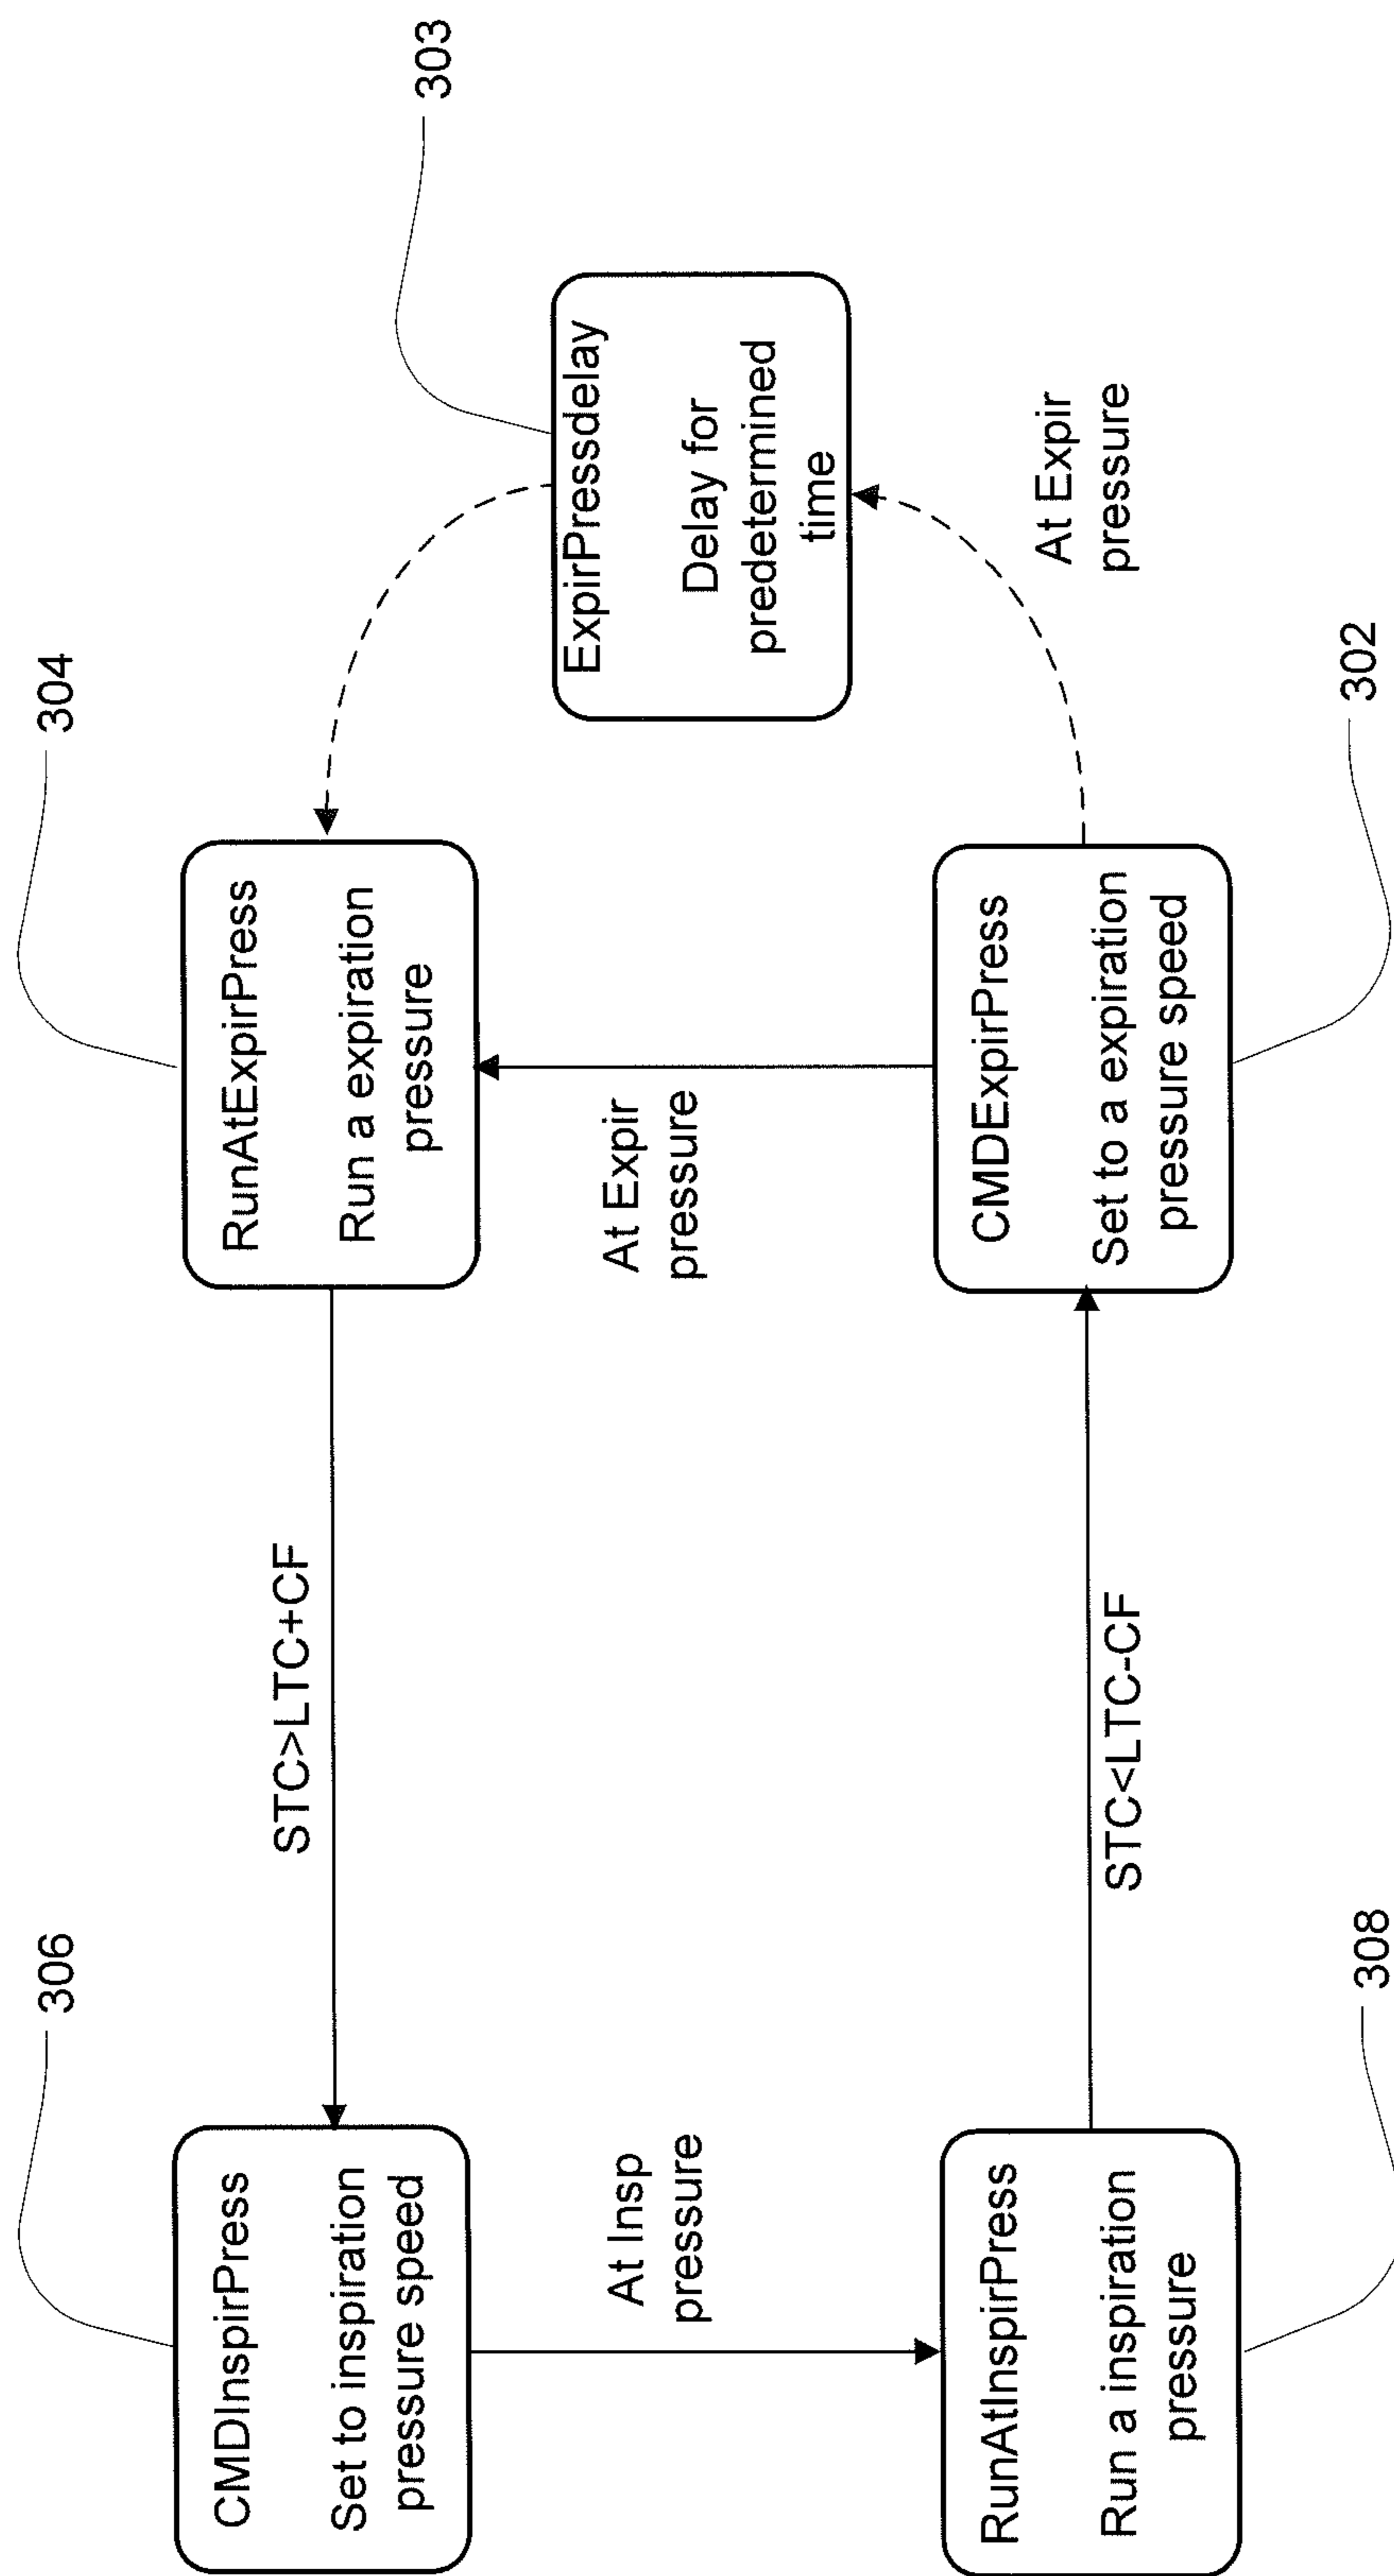 306
304
303
CMDInspirPress
Set to inspiration
pressure speed
STC>LTC+CF
RunAtExpirPress
Run a expiration
pressure
ExpirPressdelay
Delay for
predetermined
time
At Insp
pressure
At Expir
pressure
At Expir
pressure
RunAtInspirPress
Run a inspiration
pressure
STC<LTC-CF
CMDExpirPress
Set to a expiration
pressure speed
308
302